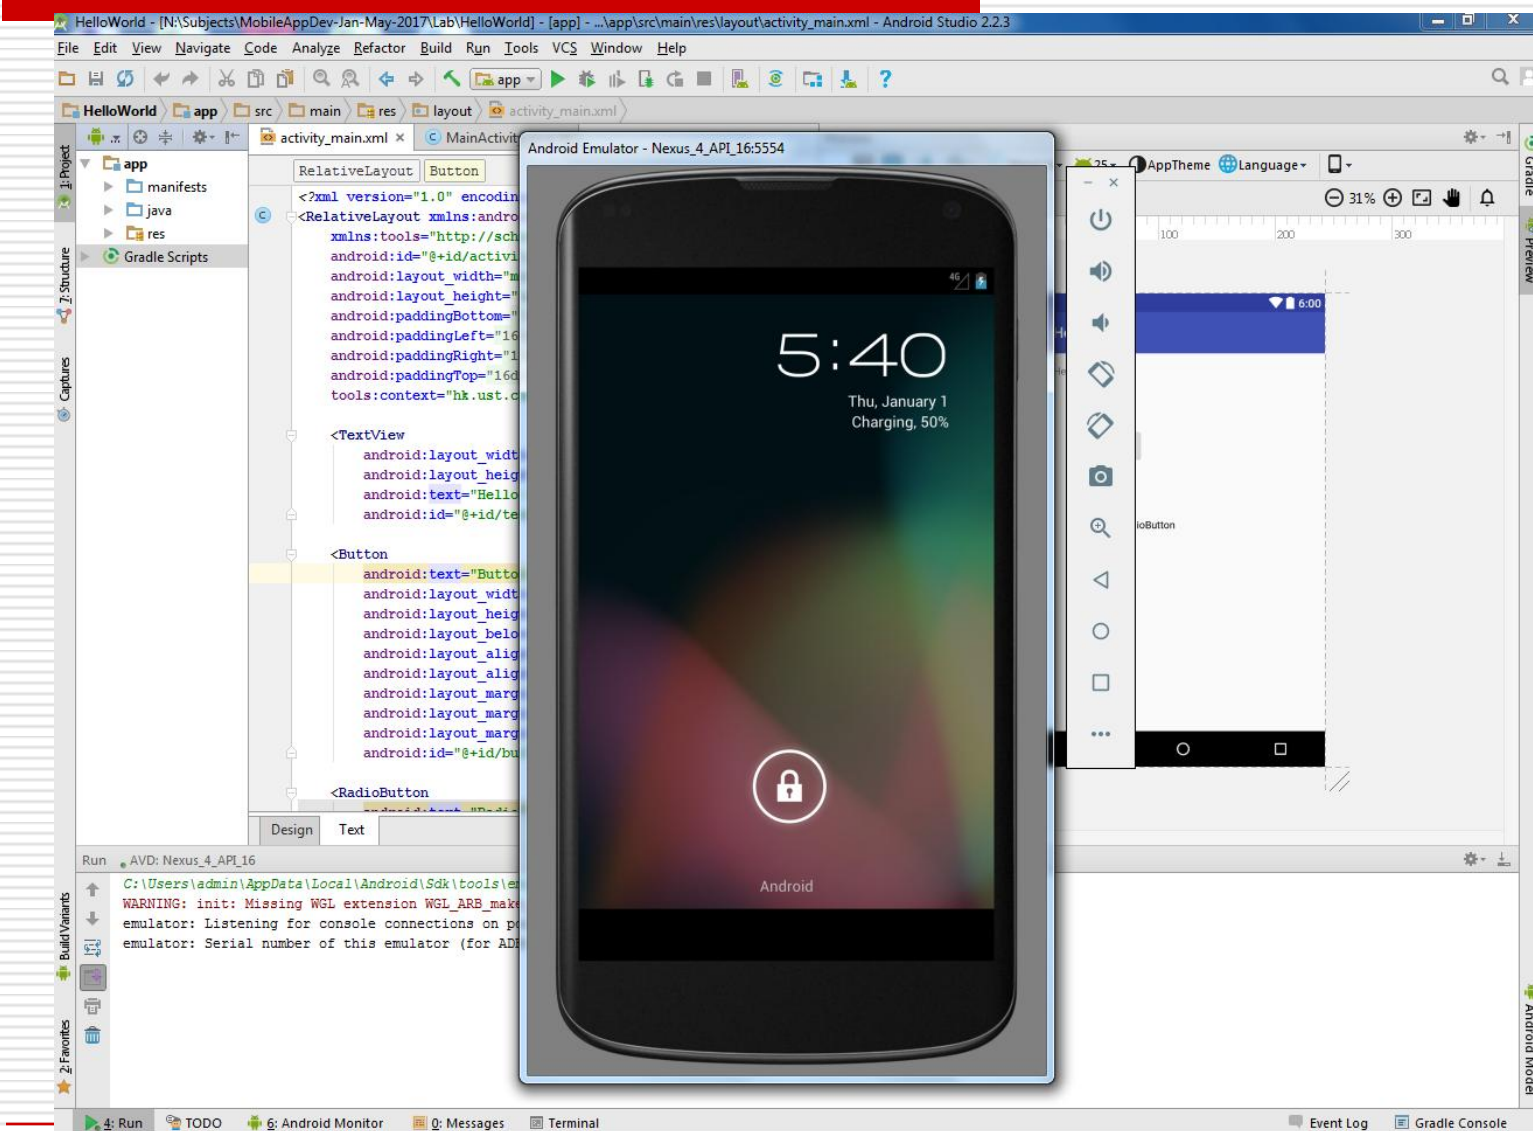 HelloWorld - [N:\Subjects\MobileAppDev-Jan-May-2017\Lab\HelloWorld] - [app] - ...\app\src\main\res\layout\activity_main.xml - Android Studio 2.2.3
File Edit View Navigate Code Analyze Refactor Build Run Tools VCS Window Help
app
HelloWorld app src main res layout activity_main.xml
activity_main.xml × MainActivit
1: Project
7: Structure
Captures
Build Variants
2: Favorites
app
manifests
java
res
Gradle Scripts
RelativeLayout Button
<?xml version="1.0" encodin
<RelativeLayout xmlns:andro
xmlns:tools="http://sch
android:id="@+id/activi
android:layout_width="m
android:layout_height="
android:paddingBottom="
android:paddingLeft="16
android:paddingRight="1
android:paddingTop="16d
tools:context="hk.ust.c
<TextView
android:layout_widt
android:layout_heig
android:text="Hello
android:id="@+id/te
<Button
android:text="Butto
android:layout_widt
android:layout_heig
android:layout_belo
android:layout_alig
android:layout_alig
android:layout_marg
android:layout_marg
android:layout_marg
android:id="@+id/bu
<RadioButton
Design Text
Android Emulator - Nexus_4_API_16:5554
4G
5:40
Thu, January 1
Charging, 50%
Android
25 AppTheme Language
31%
100 200 300
6:00
ioButton
Gradle
Preview
Android Model
Run AVD: Nexus_4_API_16
C:\Users\admin\AppData\Local\Android\Sdk\tools\e
WARNING: init: Missing WGL extension WGL_ARB_make
emulator: Listening for console connections on p
emulator: Serial number of this emulator (for AD
4: Run TODO 6: Android Monitor 0: Messages Terminal Event Log Gradle Console